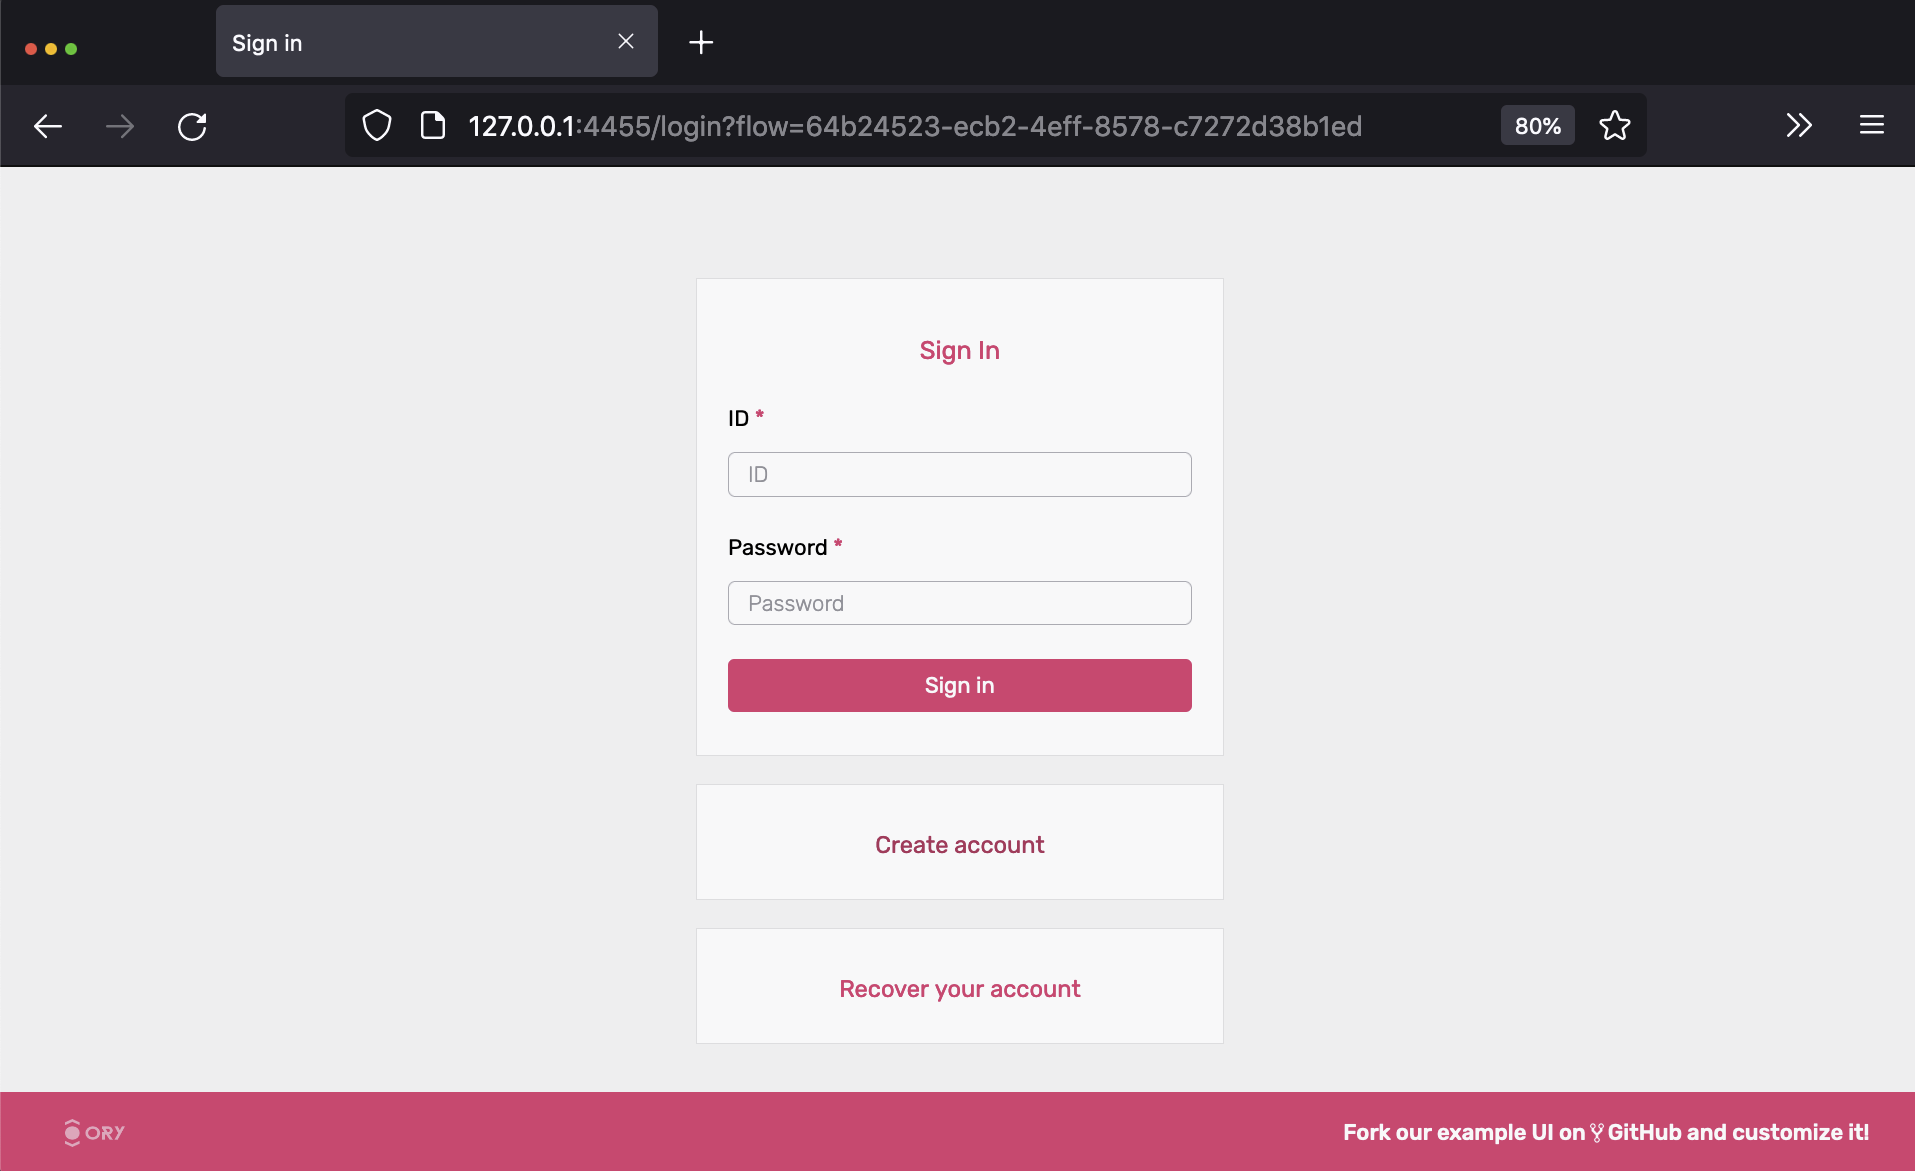 Sign in
127.0.0.1:4455/login?flow=64b24523-ecb2-4eff-8578-c7272d38b1ed
80%
Sign In
ID *
ID
Password *
Password
Sign in
Create account
Recover your account
ORY
Fork our example UI on GitHub and customize it!